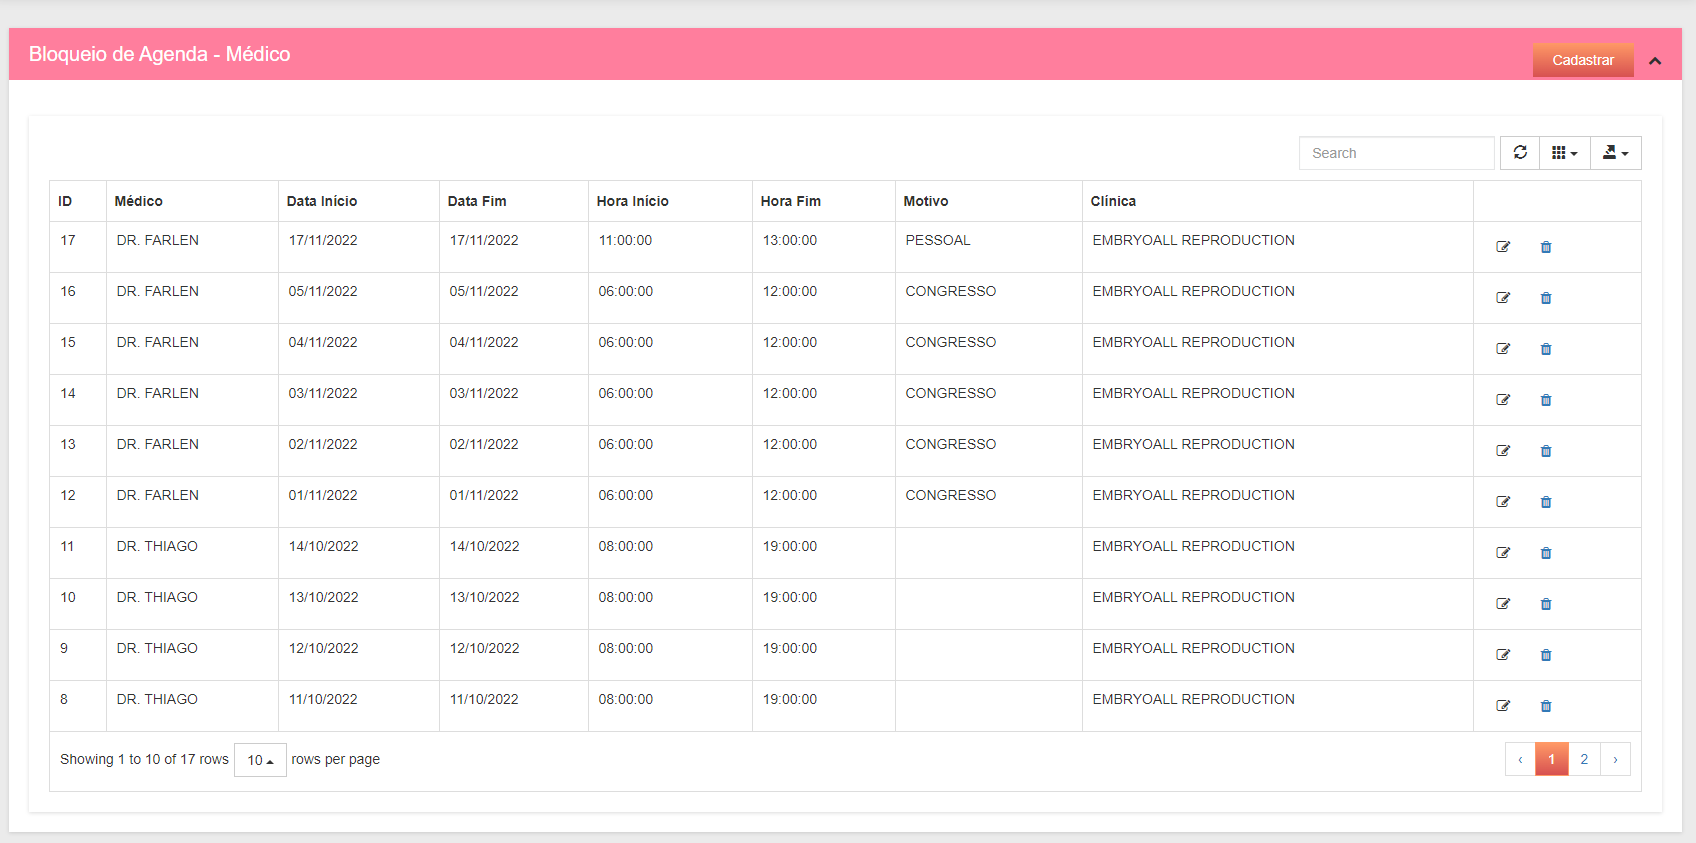 Bloqueio de Agenda - Médico
Cadastrar
Search
ID Médico Data Início Data Fim Hora Início Hora Fim Motivo Clínica
17 DR. FARLEN 17/11/2022 17/11/2022 11:00:00 13:00:00 PESSOAL EMBRYOALL REPRODUCTION
16 DR. FARLEN 05/11/2022 05/11/2022 06:00:00 12:00:00 CONGRESSO EMBRYOALL REPRODUCTION
15 DR. FARLEN 04/11/2022 04/11/2022 06:00:00 12:00:00 CONGRESSO EMBRYOALL REPRODUCTION
14 DR. FARLEN 03/11/2022 03/11/2022 06:00:00 12:00:00 CONGRESSO EMBRYOALL REPRODUCTION
13 DR. FARLEN 02/11/2022 02/11/2022 06:00:00 12:00:00 CONGRESSO EMBRYOALL REPRODUCTION
12 DR. FARLEN 01/11/2022 01/11/2022 06:00:00 12:00:00 CONGRESSO EMBRYOALL REPRODUCTION
11 DR. THIAGO 14/10/2022 14/10/2022 08:00:00 19:00:00 EMBRYOALL REPRODUCTION
10 DR. THIAGO 13/10/2022 13/10/2022 08:00:00 19:00:00 EMBRYOALL REPRODUCTION
9 DR. THIAGO 12/10/2022 12/10/2022 08:00:00 19:00:00 EMBRYOALL REPRODUCTION
8 DR. THIAGO 11/10/2022 11/10/2022 08:00:00 19:00:00 EMBRYOALL REPRODUCTION
Showing 1 to 10 of 17 rows 10 rows per page ‹ 1 2 ›